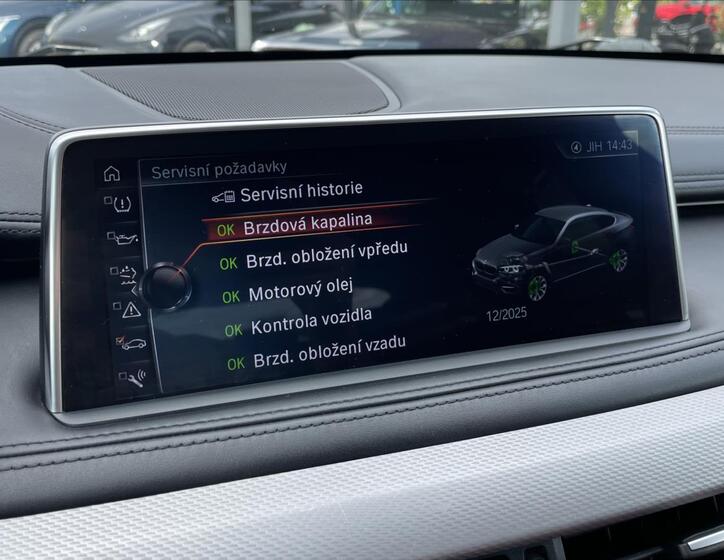 JIH 14:43
Servisní požadavky
Servisní historie
OK Brzdová kapalina
OK Brzd. obložení vpředu
OK Motorový olej
OK Kontrola vozidla
OK Brzd. obložení vzadu
12/2025